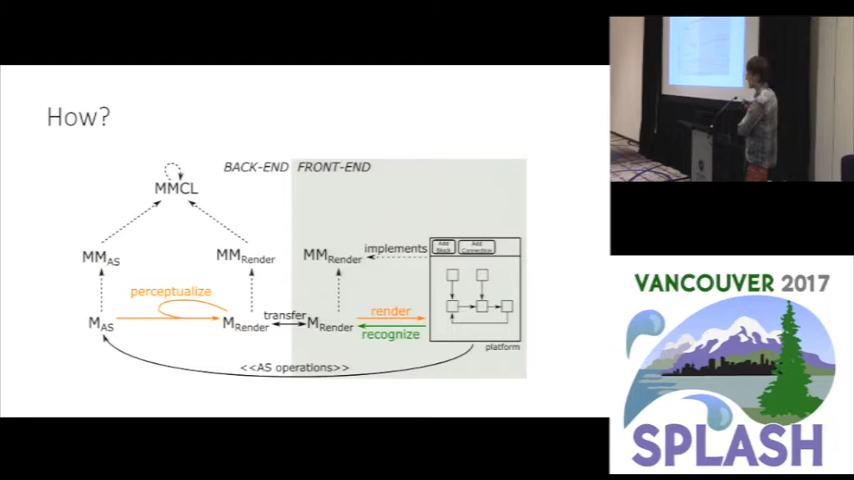 How?
BACK-END FRONT-END
MMCL
MMAS
MMRender
MMRender
implements
Add Block
Add Connection
perceptualize
MAS
MRender
transfer
MRender
render
recognize
platform
<<AS operations>>
VANCOUVER 2017
SPLASH